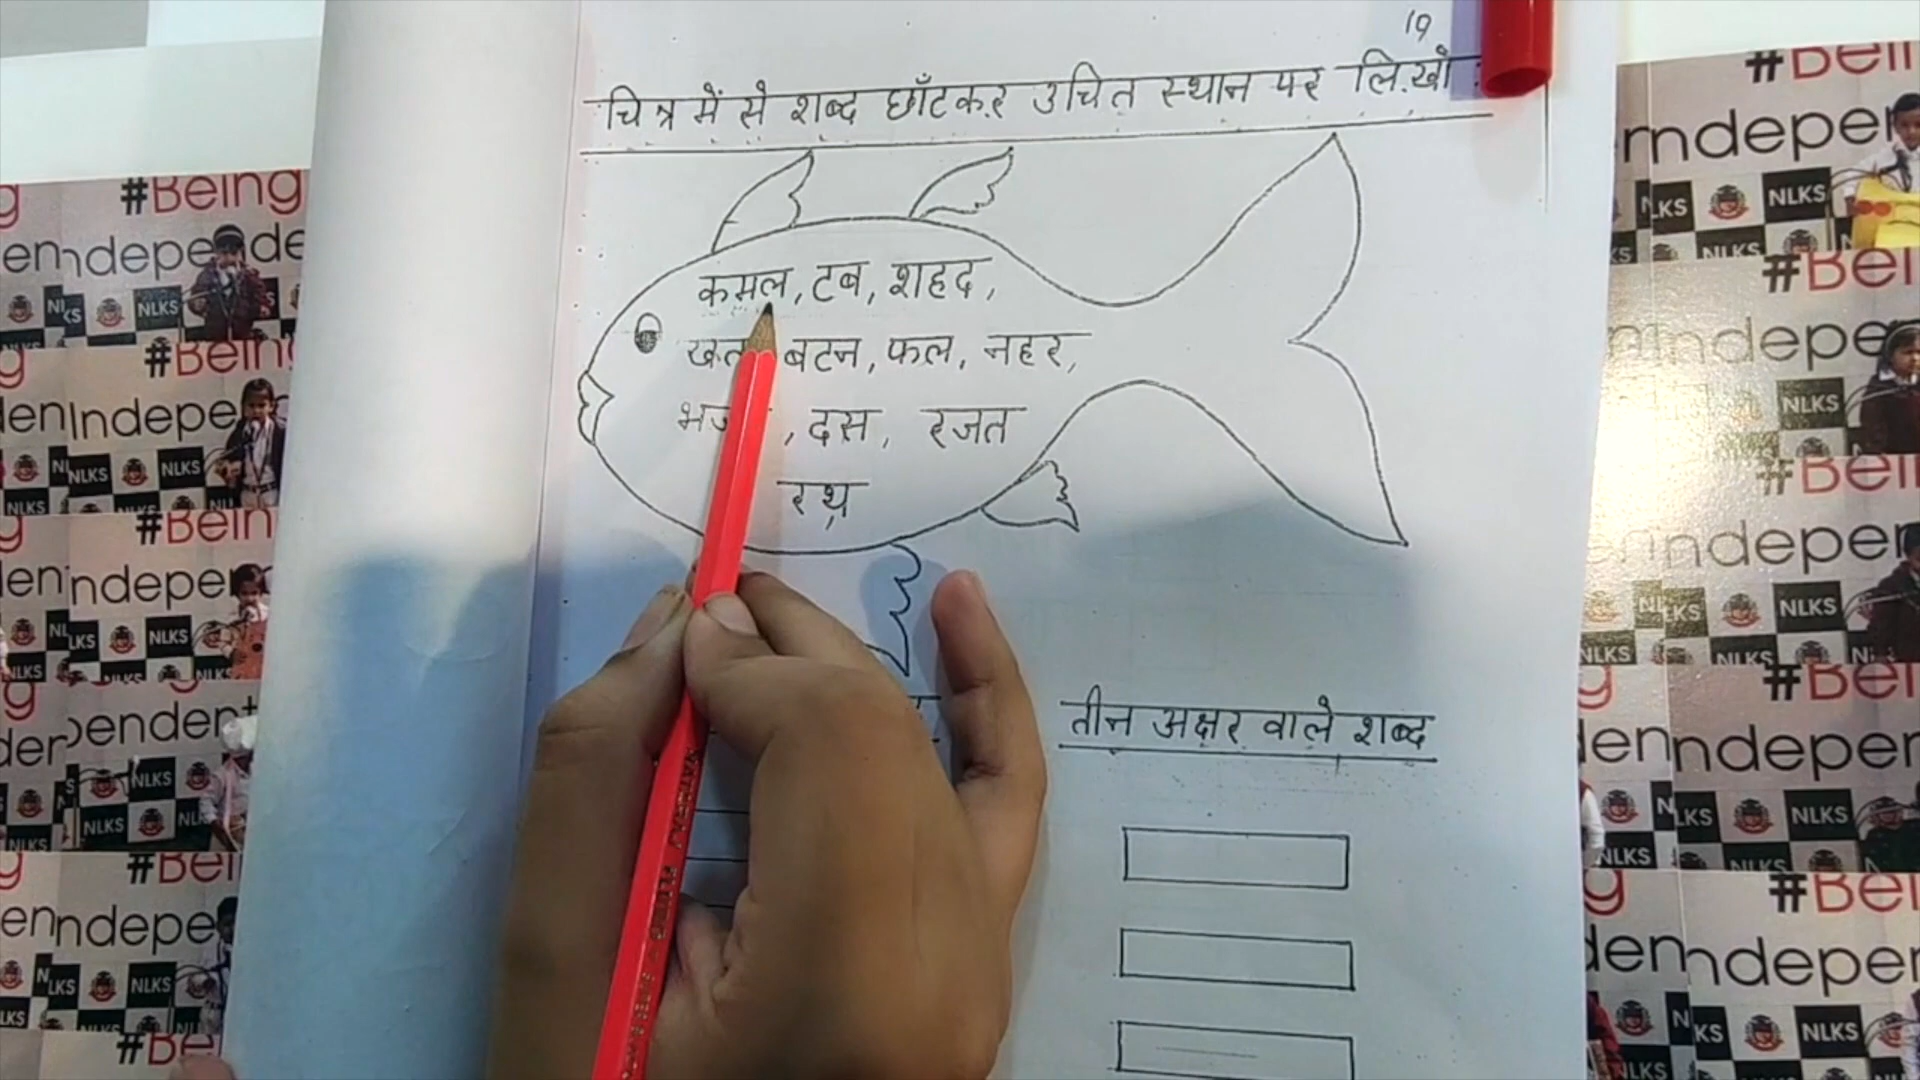 19
चित्र में से शब्द छाँटकर उचित स्थान पर लिखो :
कमल, टब, शहद,
बटन, फल, नहर,
दस, रजत
रथ
तीन अक्षर वाले शब्द
#Being
Independent
NLKS